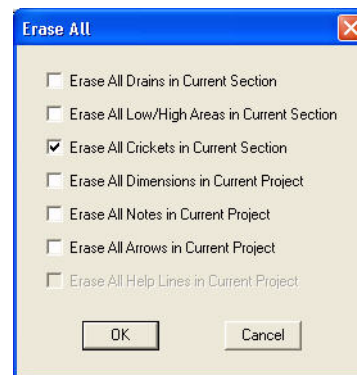 Erase All
Erase All Drains in Current Section
Erase All Low/High Areas in Current Section
Erase All Crickets in Current Section
Erase All Dimensions in Current Project
Erase All Notes in Current Project
Erase All Arrows in Current Project
Erase All Help Lines in Current Project
OK Cancel